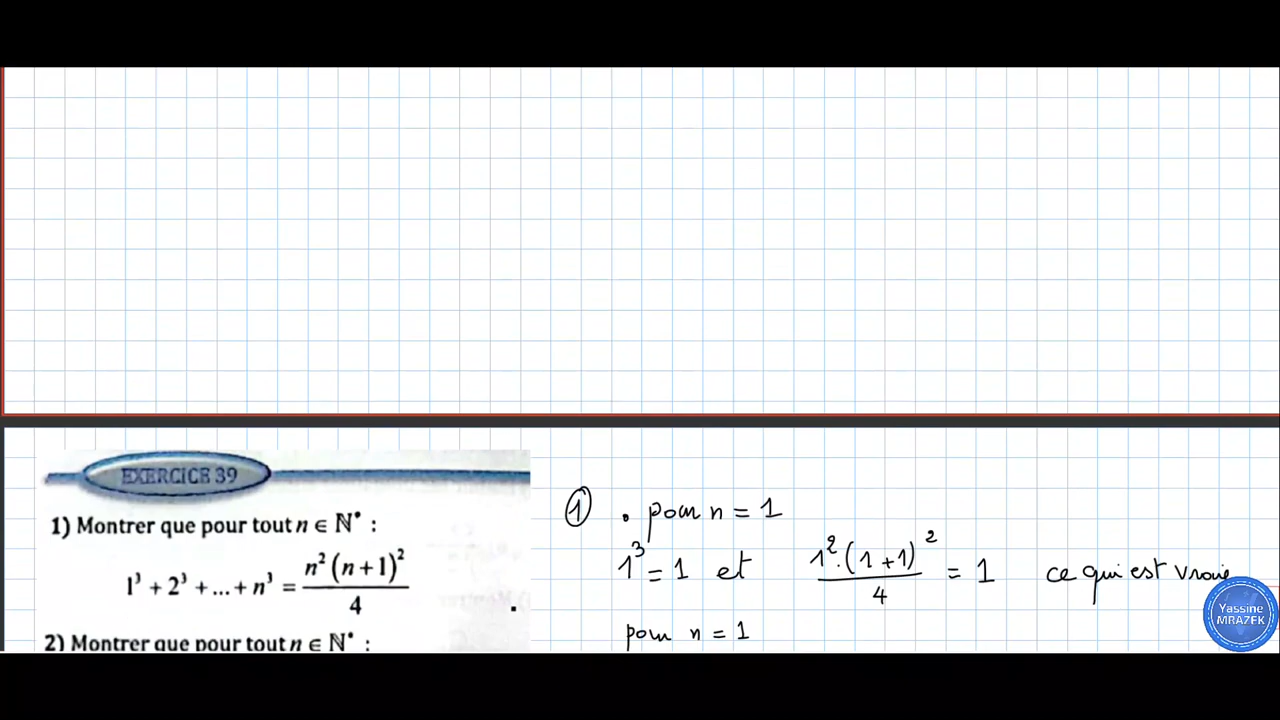 EXERCICE 39
1) Montrer que pour tout n ∈ ℕ* :
1³ + 2³ + ... + n³ = n²(n+1)²/4
2) Montrer que pour tout n ∈ ℕ* :
① . pour n = 1
1³ = 1 et 1².(1+1)²/4 = 1 ce qui est vraie
pour n = 1
Yassine
MRAZEK